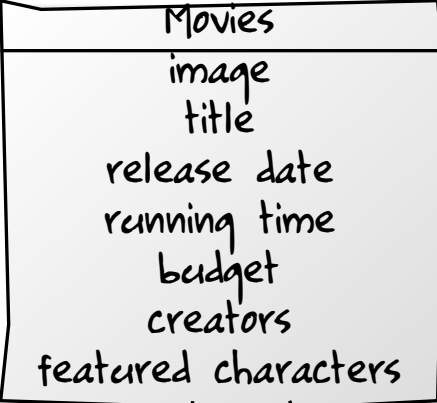 Movies
image
title
release date
running time
budget
creators
featured characters